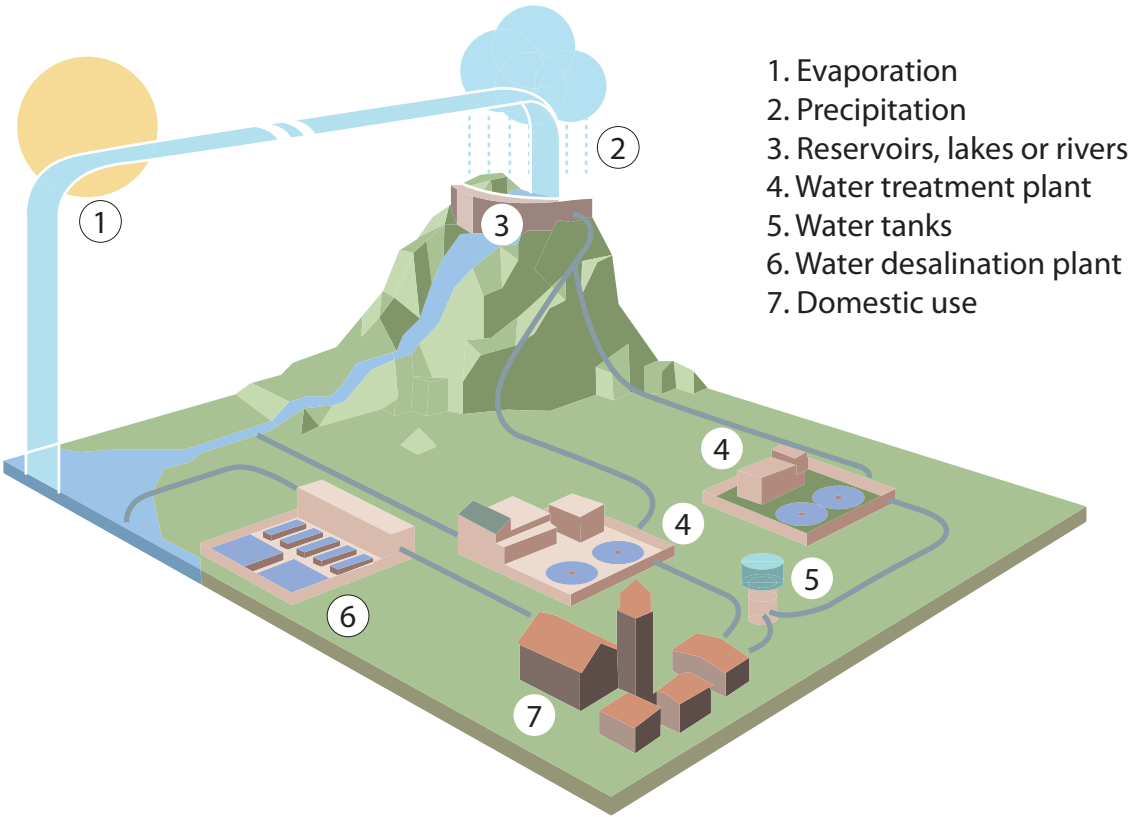 1. Evaporation
2. Precipitation
3. Reservoirs, lakes or rivers
4. Water treatment plant
5. Water tanks
6. Water desalination plant
7. Domestic use
2
1
3
4
4
5
6
7